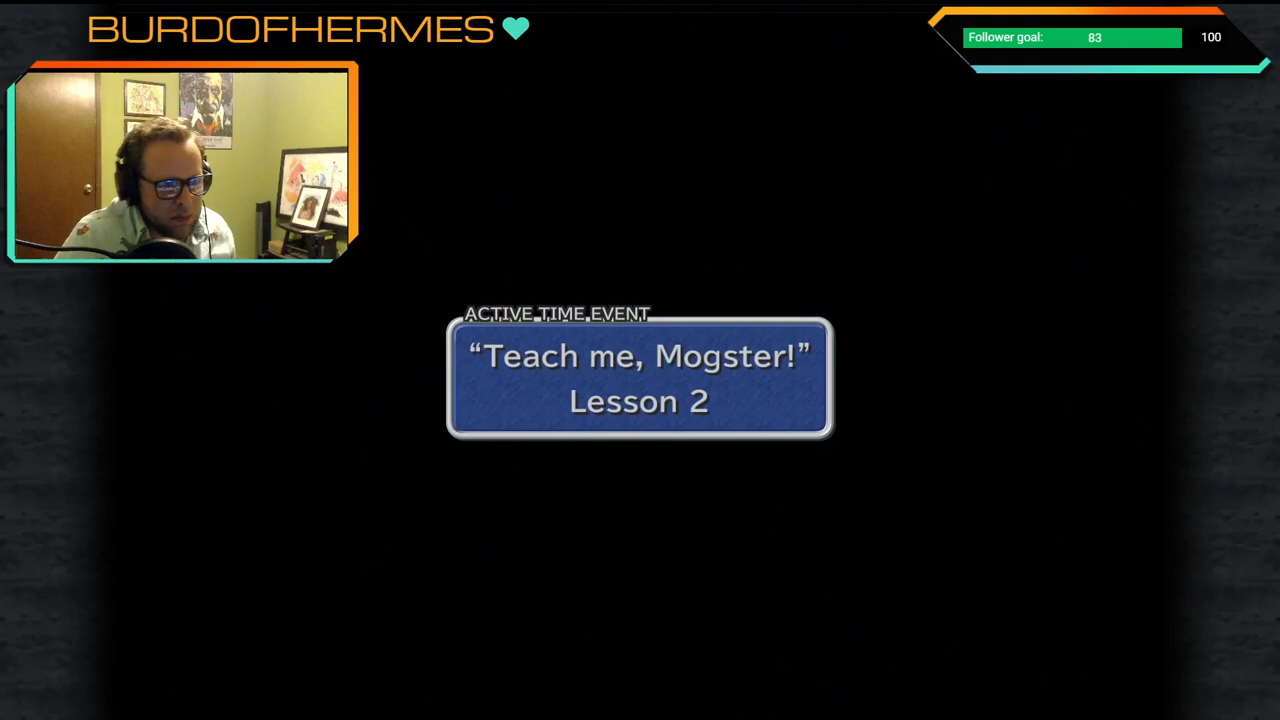 BURDOFHERMES
Follower goal: 83 100
ACTIVE TIME EVENT
“Teach me, Mogster!”
Lesson 2